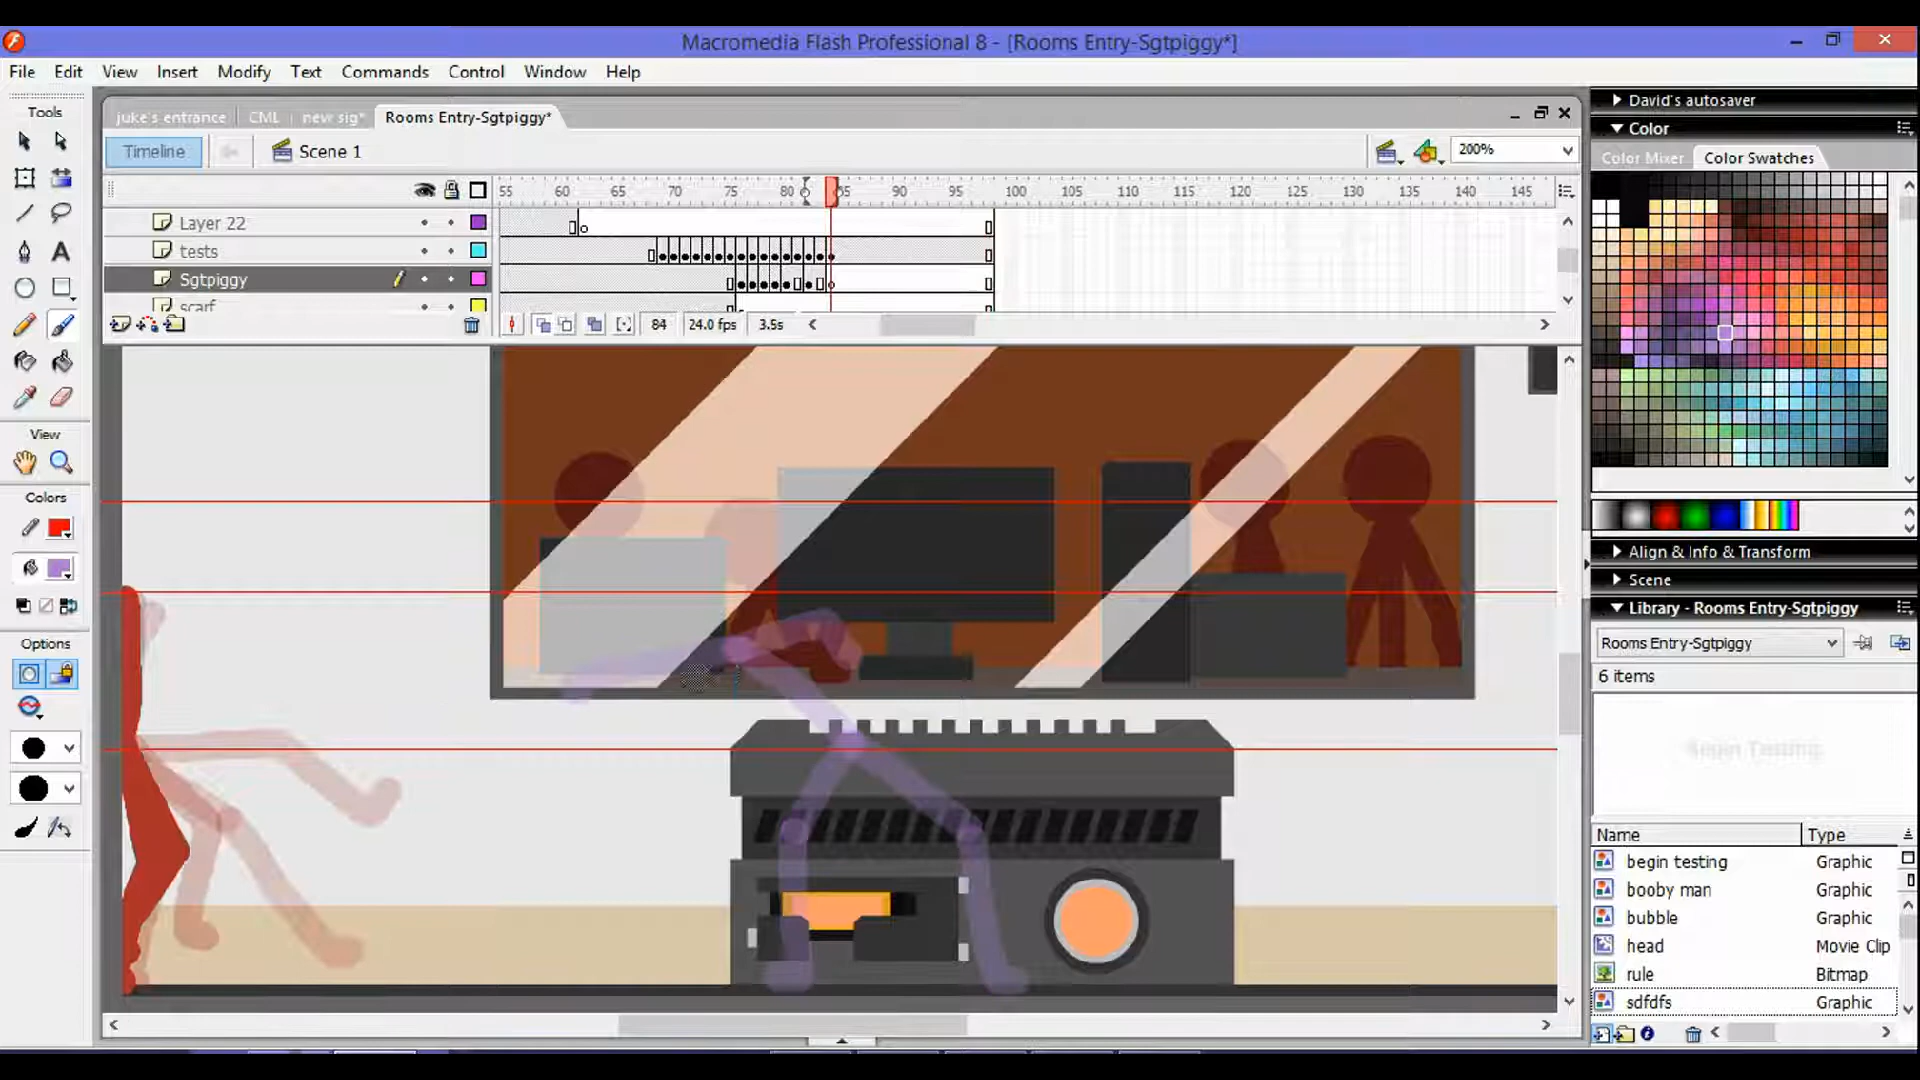 Macromedia Flash Professional 8 - [Rooms Entry-Sgtpiggy*]
File Edit View Insert Modify Text Commands Control Window Help
Tools
juke's entrance CML new sig* Rooms Entry-Sgtpiggy*
Timeline Scene 1 200%
55 60 65 70 75 80 85 90 95 100 105 110 115 120 125 130 135 140 145
Layer 22
tests
Sgtpiggy
scarf
84 24.0 fps 3.5s
View
Colors
Options
David's autosaver
Color
Color Mixer Color Swatches
Align & Info & Transform
Scene
Library - Rooms Entry-Sgtpiggy
Rooms Entry-Sgtpiggy
6 items
Begin Testing
Name Type
begin testing Graphic
booby man Graphic
bubble Graphic
head Movie Clip
rule Bitmap
sdfdfs Graphic